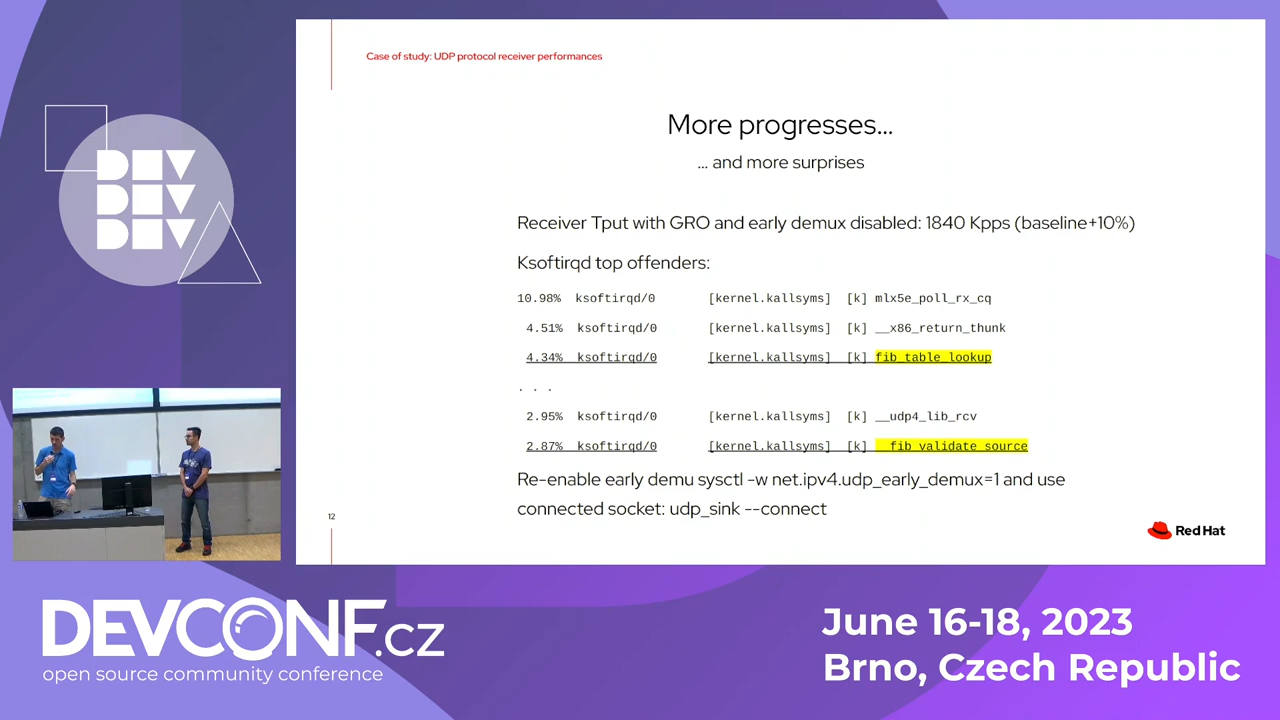 Case of study: UDP protocol receiver performances
More progresses...
... and more surprises
Receiver Tput with GRO and early demux disabled: 1840 Kpps (baseline+10%)
Ksoftirqd top offenders:
10.98% ksoftirqd/0 [kernel.kallsyms] [k] mlx5e_poll_rx_cq
4.51% ksoftirqd/0 [kernel.kallsyms] [k] __x86_return_thunk
4.34% ksoftirqd/0 [kernel.kallsyms] [k] fib_table_lookup
. . .
2.95% ksoftirqd/0 [kernel.kallsyms] [k] __udp4_lib_rcv
2.87% ksoftirqd/0 [kernel.kallsyms] [k] __fib_validate_source
Re-enable early demu sysctl -w net.ipv4.udp_early_demux=1 and use
connected socket: udp_sink --connect
12
Red Hat
DEV
DEV
DEV
DEVCONF.cz
open source community conference
June 16-18, 2023
Brno, Czech Republic